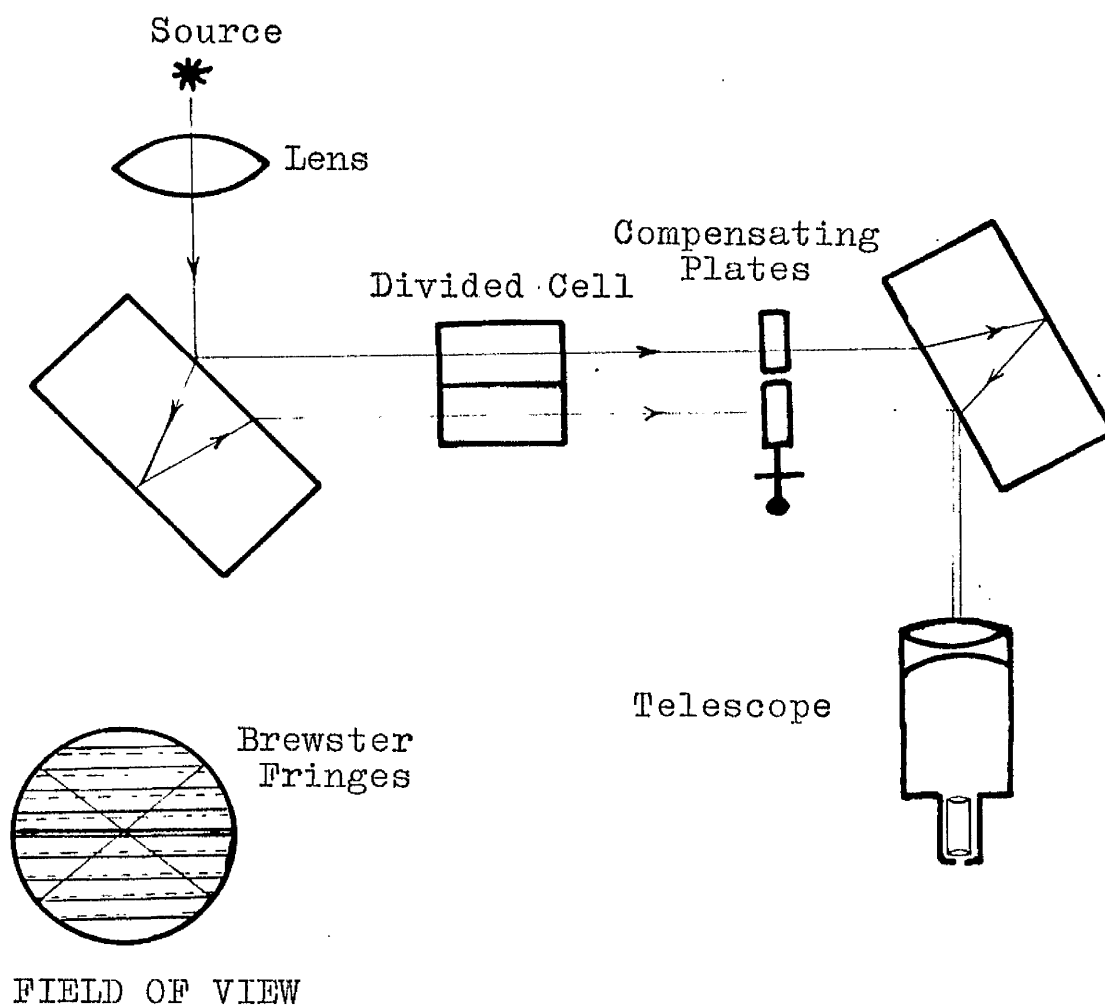 Source
Lens
Compensating
Plates
Divided Cell
Telescope
Brewster
Fringes
FIELD OF VIEW